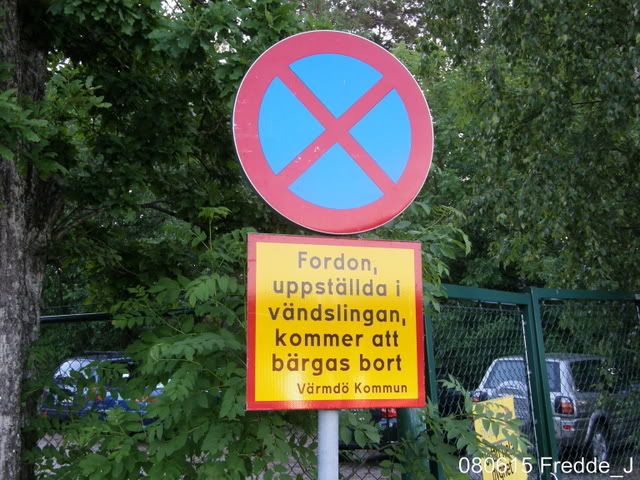 Fordon,
uppställda i
vändslingan,
kommer att
bärgas bort
Värmdö Kommun
080615 Fredde_J